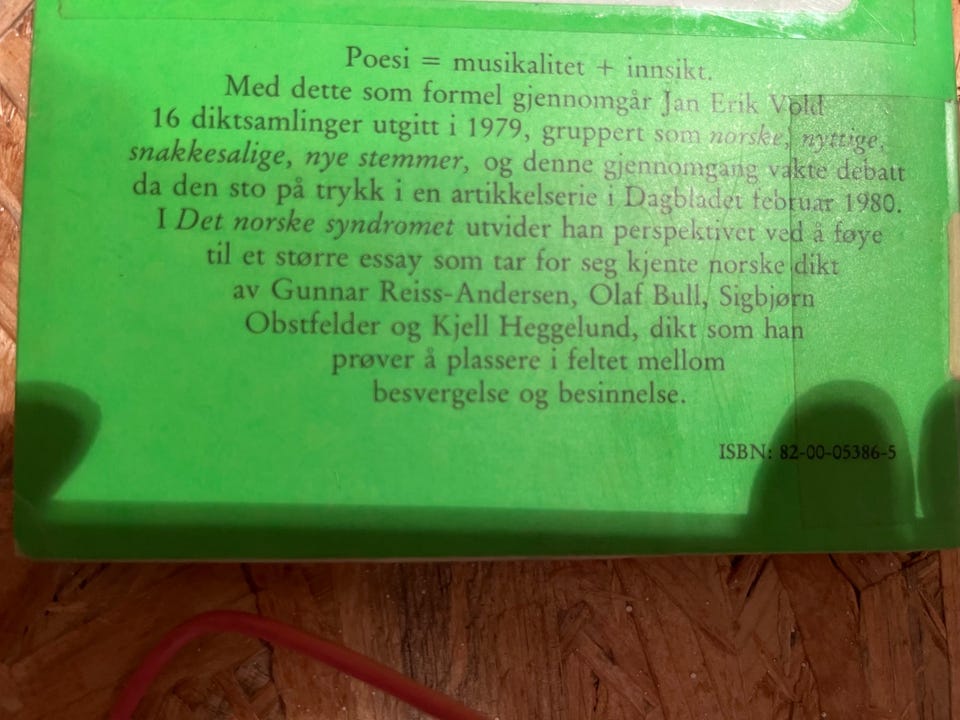 Poesi = musikalitet + innsikt.
Med dette som formel gjennomgår Jan Erik Vold
16 diktsamlinger utgitt i 1979, gruppert som norske, nyttige,
snakkesalige, nye stemmer, og denne gjennomgang vakte debatt
da den sto på trykk i en artikkelserie i Dagbladet februar 1980.
I Det norske syndromet utvider han perspektivet ved å føye
til et større essay som tar for seg kjente norske dikt
av Gunnar Reiss-Andersen, Olaf Bull, Sigbjørn
Obstfelder og Kjell Heggelund, dikt som han
prøver å plassere i feltet mellom
besvergelse og besinnelse.
ISBN: 82-00-05386-5